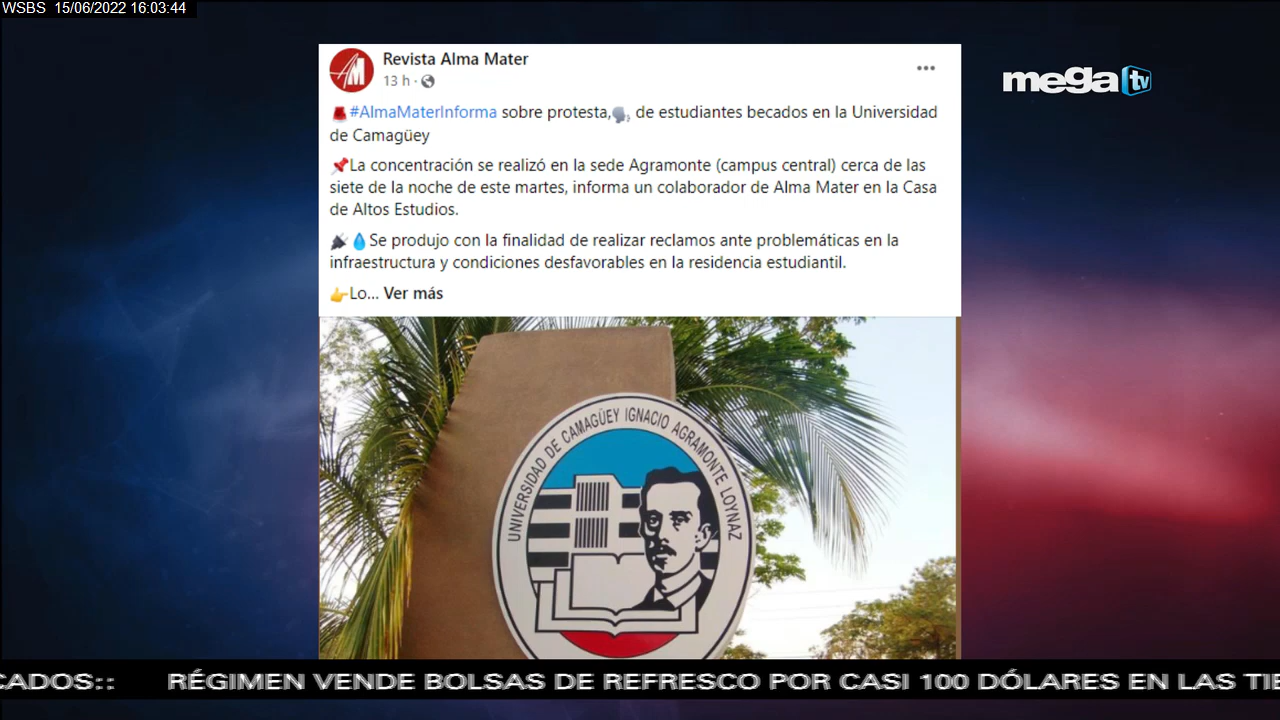 WSBS 15/06/2022 16:03:44
Revista Alma Mater
13 h ·
mega tv
#AlmaMaterInforma sobre protesta, de estudiantes becados en la Universidad
de Camagüey
La concentración se realizó en la sede Agramonte (campus central) cerca de las
siete de la noche de este martes, informa un colaborador de Alma Mater en la Casa
de Altos Estudios.
Se produjo con la finalidad de realizar reclamos ante problemáticas en la
infraestructura y condiciones desfavorables en la residencia estudiantil.
Lo... Ver más
UNIVERSIDAD DE CAMAGÜEY IGNACIO AGRAMONTE LOYNAZ
CADOS:: RÉGIMEN VENDE BOLSAS DE REFRESCO POR CASI 100 DÓLARES EN LAS TIE